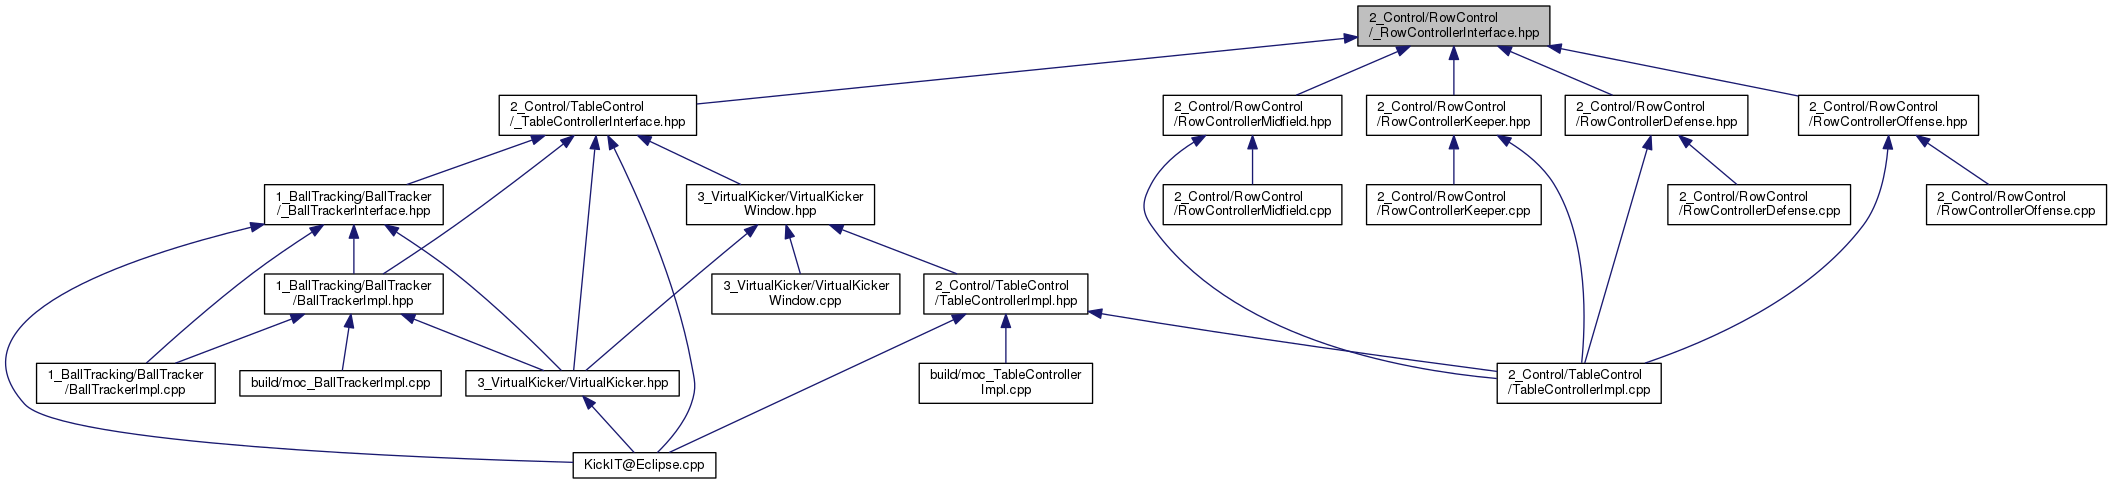 2_Control/RowControl
/_RowControllerInterface.hpp
2_Control/TableControl
/_TableControllerInterface.hpp
2_Control/RowControl
/RowControllerMidfield.hpp
2_Control/RowControl
/RowControllerKeeper.hpp
2_Control/RowControl
/RowControllerDefense.hpp
2_Control/RowControl
/RowControllerOffense.hpp
1_BallTracking/BallTracker
/_BallTrackerInterface.hpp
3_VirtualKicker/VirtualKicker
Window.hpp
2_Control/RowControl
/RowControllerMidfield.cpp
2_Control/RowControl
/RowControllerKeeper.cpp
2_Control/RowControl
/RowControllerDefense.cpp
2_Control/RowControl
/RowControllerOffense.cpp
1_BallTracking/BallTracker
/BallTrackerImpl.hpp
3_VirtualKicker/VirtualKicker
Window.cpp
2_Control/TableControl
/TableControllerImpl.hpp
1_BallTracking/BallTracker
/BallTrackerImpl.cpp
build/moc_BallTrackerImpl.cpp
3_VirtualKicker/VirtualKicker.hpp
build/moc_TableController
Impl.cpp
2_Control/TableControl
/TableControllerImpl.cpp
KickIT@Eclipse.cpp